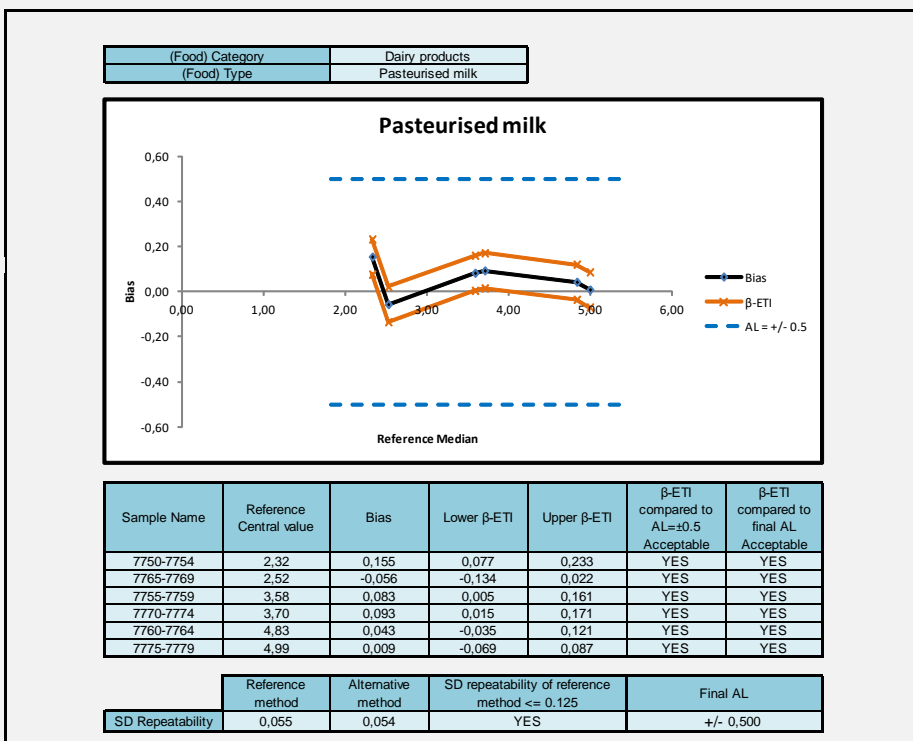 (Food) Category Dairy products
(Food) Type Pasteurised milk
Pasteurised milk
0,60
0,40
0,20
0,00
-0,20
-0,40
-0,60
0,00 1,00 2,00 3,00 4,00 5,00 6,00
Bias
Reference Median
Bias
β-ETI
AL = +/- 0.5
Sample Name Reference Central value Bias Lower β-ETI Upper β-ETI β-ETI compared to AL=±0.5 Acceptable β-ETI compared to final AL Acceptable
7750-7754 2,32 0,155 0,077 0,233 YES YES
7765-7769 2,52 -0,056 -0,134 0,022 YES YES
7755-7759 3,58 0,083 0,005 0,161 YES YES
7770-7774 3,70 0,093 0,015 0,171 YES YES
7760-7764 4,83 0,043 -0,035 0,121 YES YES
7775-7779 4,99 0,009 -0,069 0,087 YES YES
Reference method Alternative method SD repeatability of reference method <= 0.125 Final AL
SD Repeatability 0,055 0,054 YES +/- 0,500